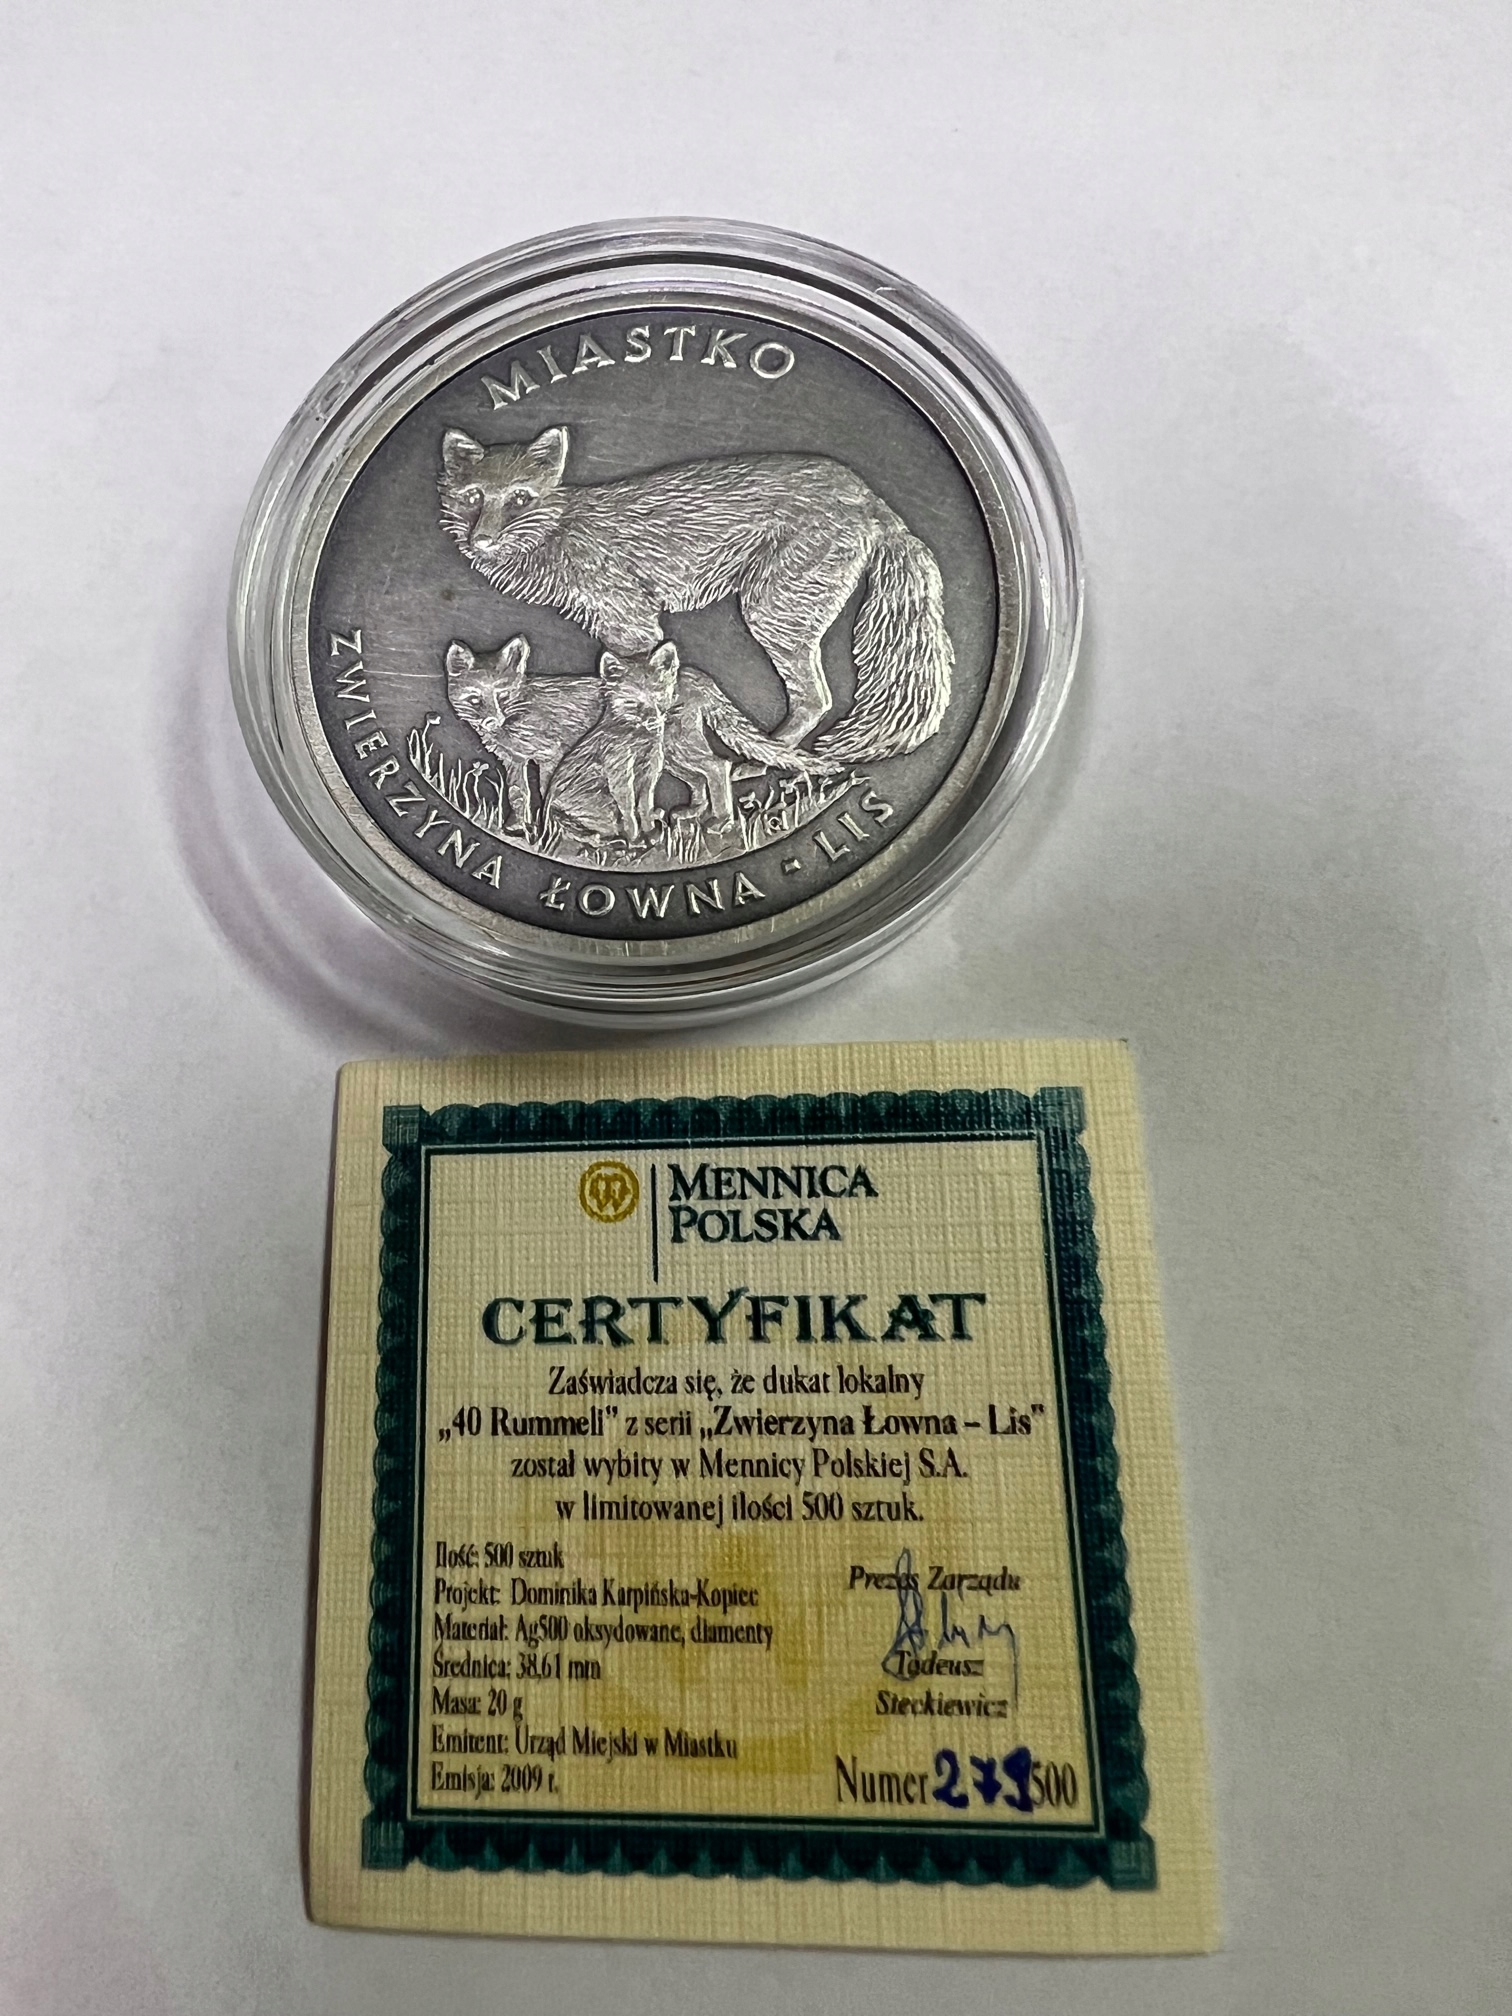 MIASTKO
ZWIERZYNA ŁOWNA - LIS
MENNICA
POLSKA
CERTYFIKAT
Zaświadcza się, że dukat lokalny
„40 Rummeli" z serii „Zwierzyna Łowna – Lis"
został wybity w Mennicy Polskiej S.A.
w limitowanej ilości 500 sztuk.
Ilość: 500 sztuk
Projekt: Dominika Karpińska-Kopiec
Materiał: Ag500 oksydowane, diamenty
Średnica: 38,61 mm
Masa: 20 g
Emitent: Urząd Miejski w Miastku
Emisja: 2009 r.
Prezes Zarządu
Tadeusz
Steckiewicz
Numer 279/500